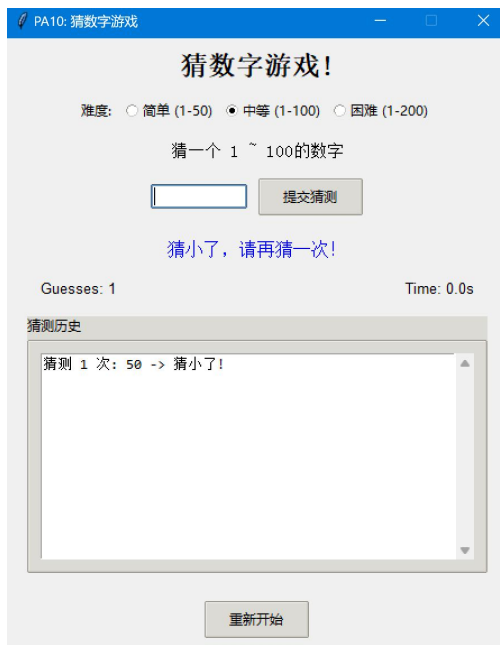 PA10: 猜数字游戏
猜数字游戏!
难度: 简单 (1-50) 中等 (1-100) 困难 (1-200)
猜一个 1 ~ 100的数字
提交猜测
猜小了, 请再猜一次!
Guesses: 1 Time: 0.0s
猜测历史
猜测 1 次: 50 -> 猜小了!
重新开始